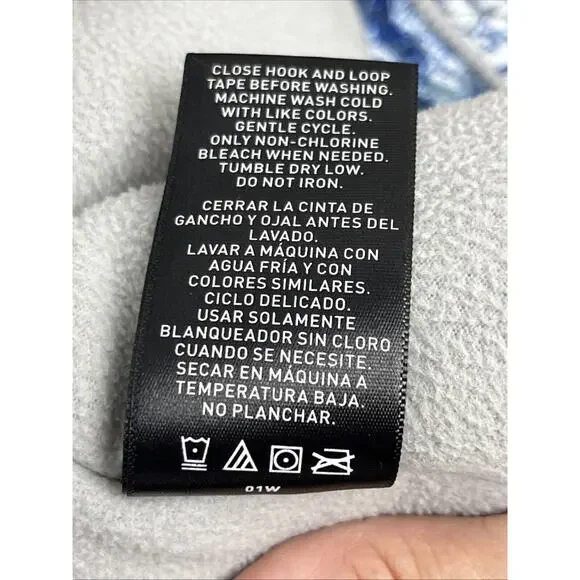 CLOSE HOOK AND LOOP
TAPE BEFORE WASHING.
MACHINE WASH COLD
WITH LIKE COLORS.
GENTLE CYCLE.
ONLY NON-CHLORINE
BLEACH WHEN NEEDED.
TUMBLE DRY LOW.
DO NOT IRON.
CERRAR LA CINTA DE
GANCHO Y OJAL ANTES DEL
LAVADO.
LAVAR A MÁQUINA CON
AGUA FRÍA Y CON
COLORES SIMILARES.
CICLO DELICADO.
USAR SOLAMENTE
BLANQUEADOR SIN CLORO
CUANDO SE NECESITE.
SECAR EN MÁQUINA A
TEMPERATURA BAJA.
NO PLANCHAR.
01W